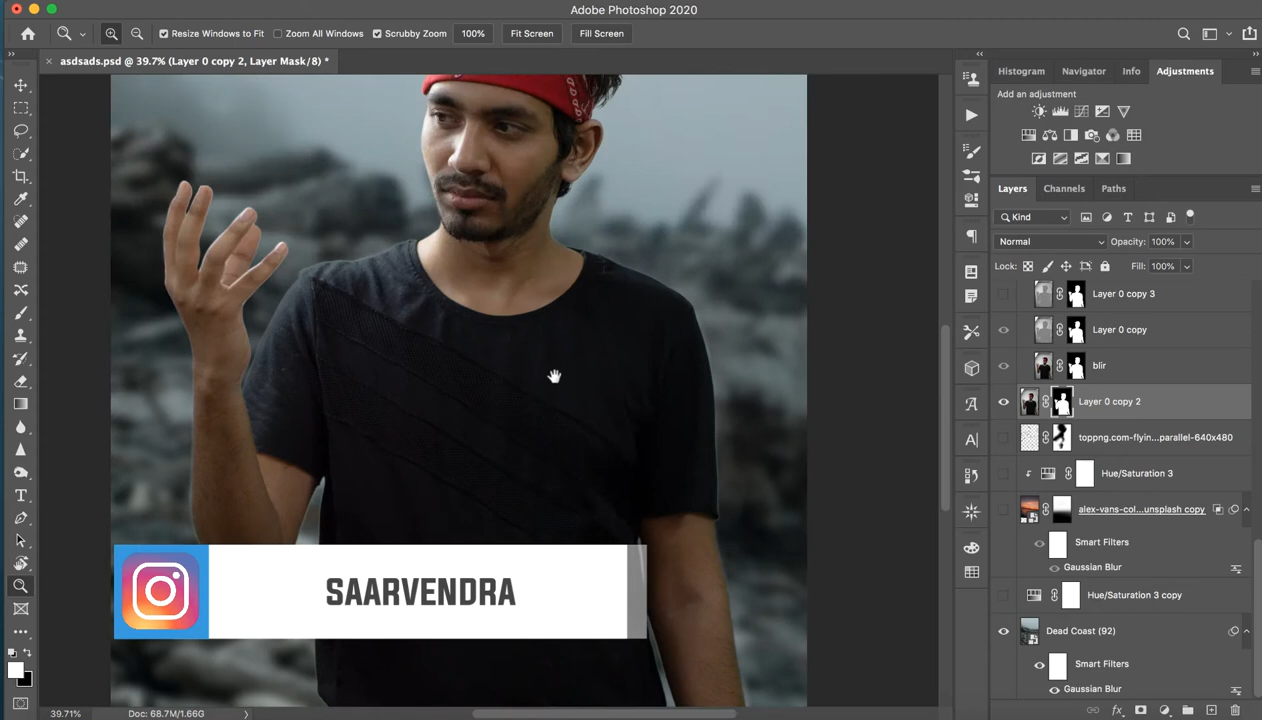 Adobe Photoshop 2020
Resize Windows to Fit Zoom All Windows Scrubby Zoom 100% Fit Screen Fill Screen
asdsads.psd @ 39.7% (Layer 0 copy 2, Layer Mask/8) *
Histogram Navigator Info Adjustments
Add an adjustment
Layers Channels Paths
Kind
Normal Opacity: 100%
Lock: Fill: 100%
Layer 0 copy 3
Layer 0 copy
blir
Layer 0 copy 2
toppng.com-flyin...parallel-640x480
Hue/Saturation 3
alex-vans-col...unsplash copy
Smart Filters
Gaussian Blur
Hue/Saturation 3 copy
Dead Coast (92)
Smart Filters
Gaussian Blur
SAARVENDRA
39.71% Doc: 68.7M/1.66G